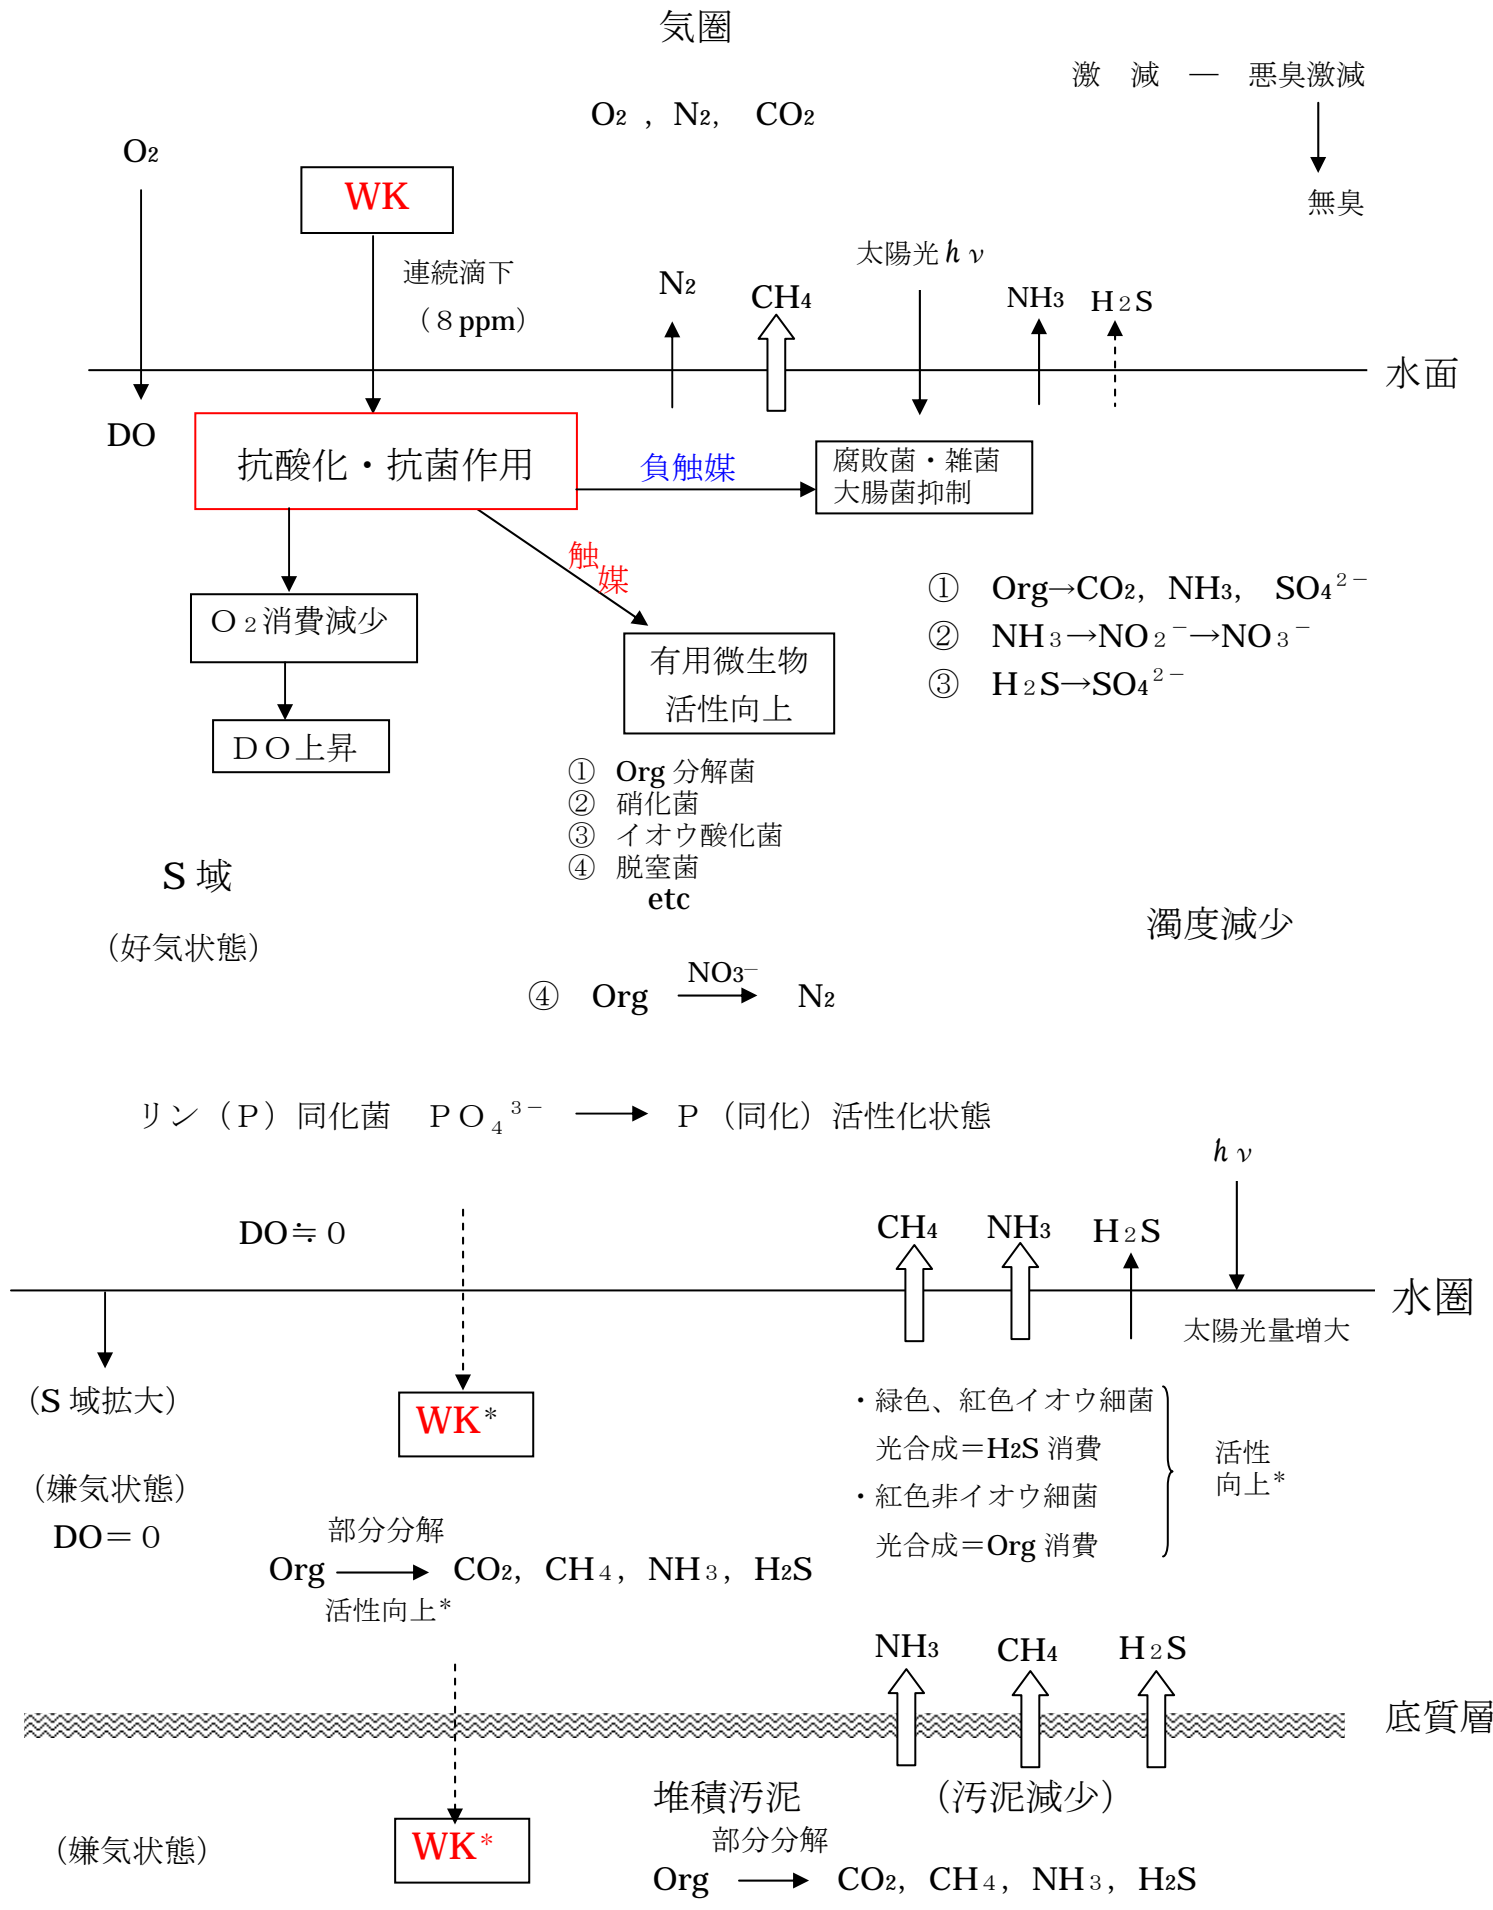 気圏
激　減　―　悪臭激減
O₂ ，N₂,　CO₂
O₂
WK
無臭
太陽光ｈν
連続滴下
（８ppm）
N₂
CH₄
NH₃
Ｈ₂S
水面
DO
抗酸化・抗菌作用
負触媒
腐敗菌・雑菌
大腸菌抑制
触
媒
①　Org→CO₂,　NH₃,　SO₄²⁻
Ｏ₂消費減少
②　NH₃→NO₂⁻→NO₃⁻
有用微生物
活性向上
③　H₂S→SO₄²⁻
ＤＯ上昇
①　Org 分解菌
②　硝化菌
③　イオウ酸化菌
④　脱窒菌
etc
S 域
濁度減少
（好気状態）
NO₃⁻
④　Org　N₂
リン（Ｐ）同化菌　ＰＯ₄³⁻　Ｐ（同化）活性化状態
ｈν
DO≒０
CH₄
NH₃
Ｈ₂S
水圏
太陽光量増大
（S 域拡大）
WK*
・緑色、紅色イオウ細菌
光合成＝H₂S 消費
活性
向上*
（嫌気状態）
・紅色非イオウ細菌
DO＝０
部分分解
光合成＝Org 消費
Org　CO₂,　CH₄,　NH₃,　H₂S
活性向上*
NH₃
CH₄
Ｈ₂S
底質層
堆積汚泥
（汚泥減少）
（嫌気状態）
WK*
部分分解
Org　CO₂,　CH₄,　NH₃,　H₂S